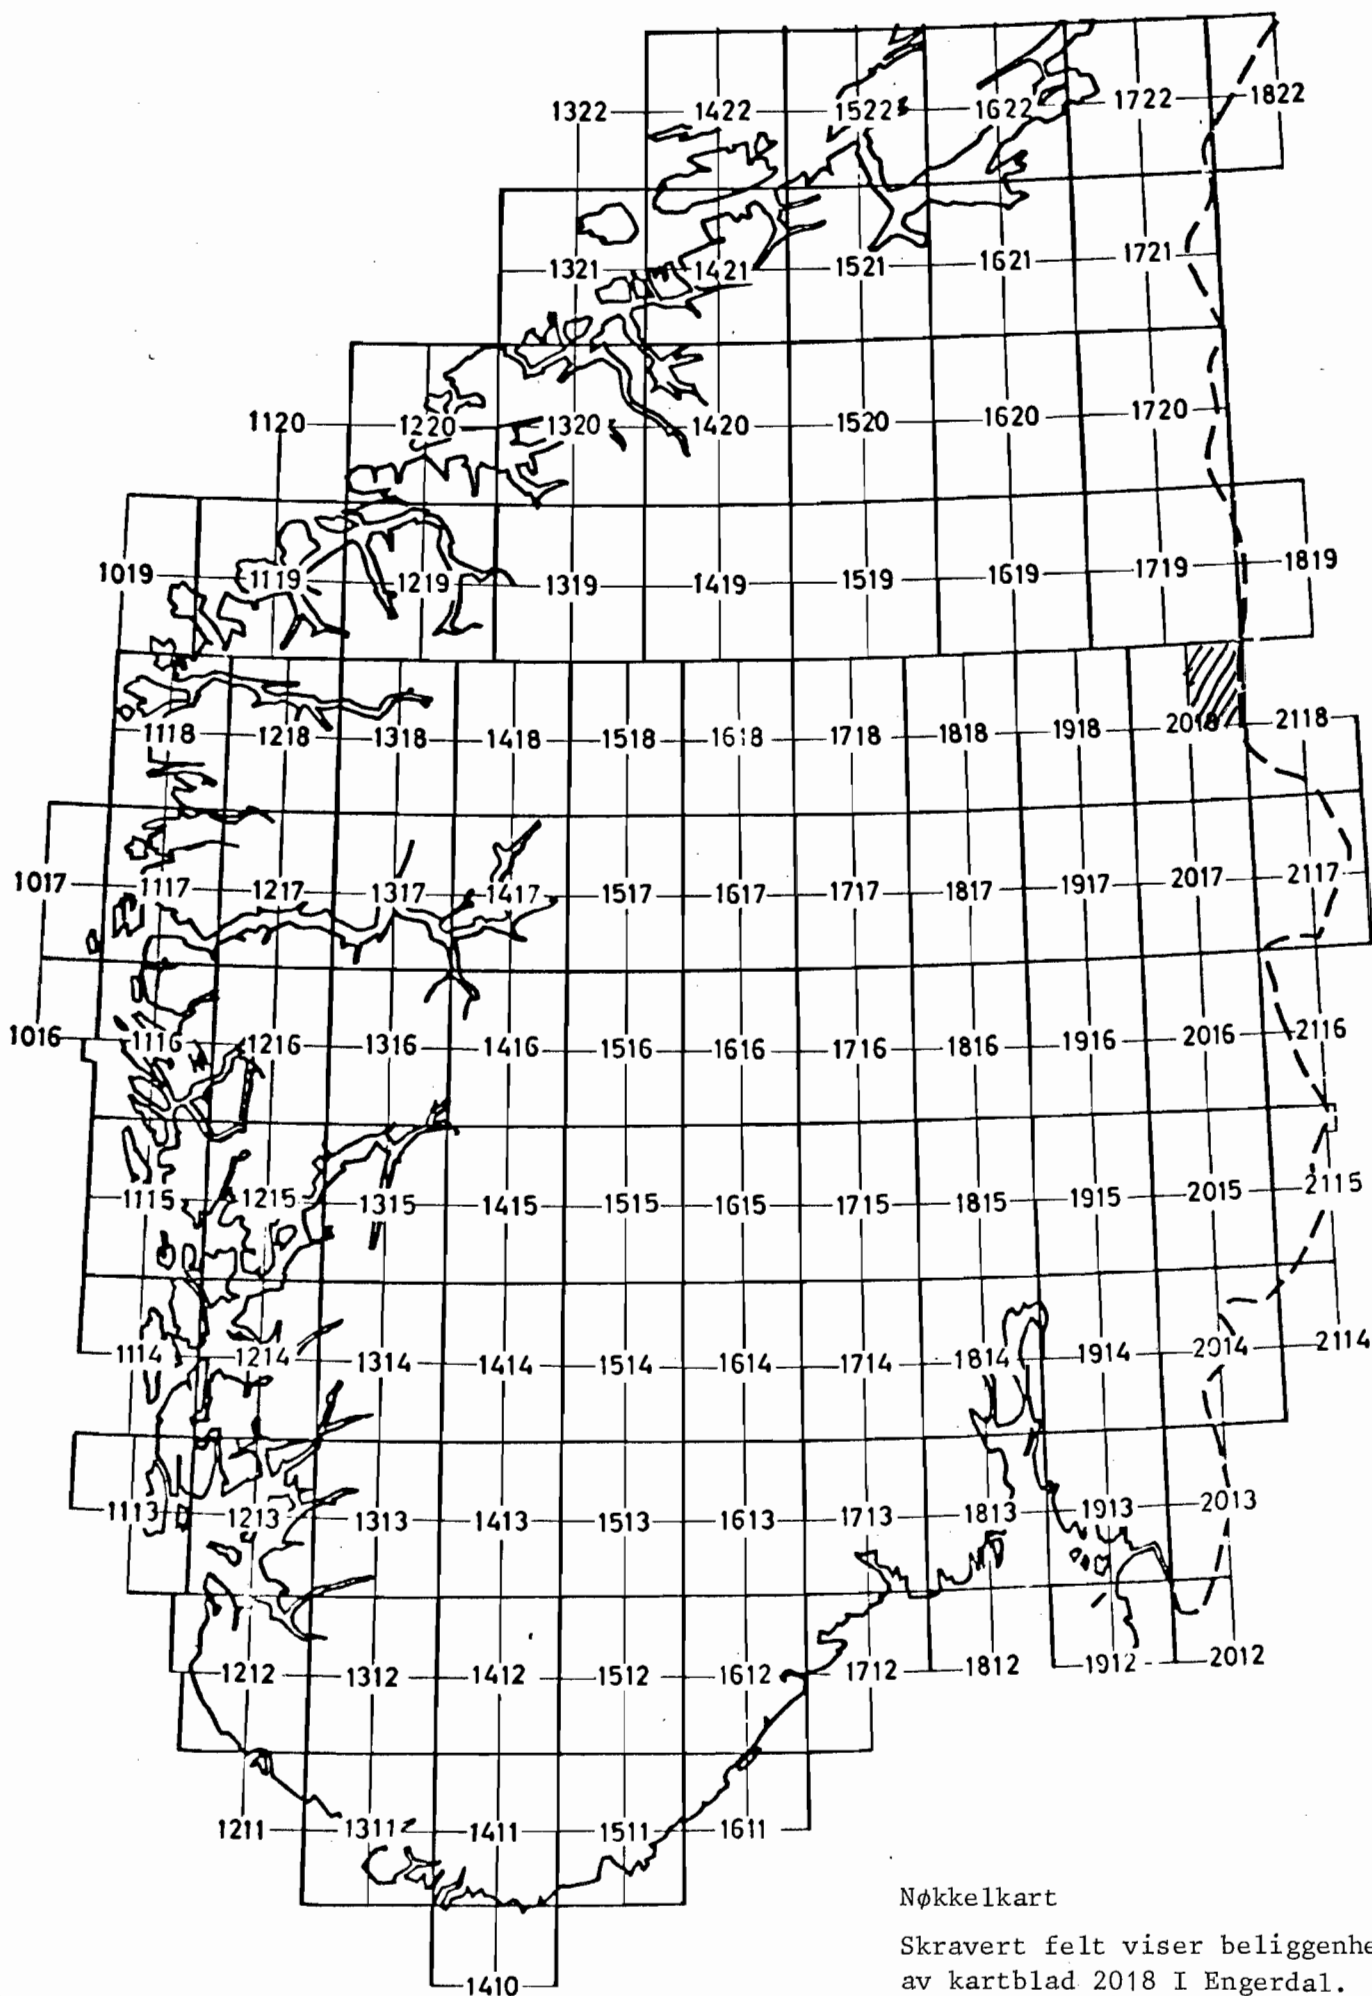 1322 1422 1522 1622 1722 1822
1321 1421 1521 1621 1721
1120 1220 1320 1420 1520 1620 1720
1019 1119 1219 1319 1419 1519 1619 1719 1819
1118 1218 1318 1418 1518 1618 1718 1818 1918 2018 2118
1017 1117 1217 1317 1417 1517 1617 1717 1817 1917 2017 2117
1016 1116 1216 1316 1416 1516 1616 1716 1816 1916 2016 2116
1115 1215 1315 1415 1515 1615 1715 1815 1915 2015 2115
1114 1214 1314 1414 1514 1614 1714 1814 1914 2014 2114
1113 1213 1313 1413 1513 1613 1713 1813 1913 2013
1212 1312 1412 1512 1612 1712 1812 1912 2012
1211 1311 1411 1511 1611
1410
Nøkkelkart
Skravert felt viser beliggenhe
av kartblad 2018 I Engerdal.